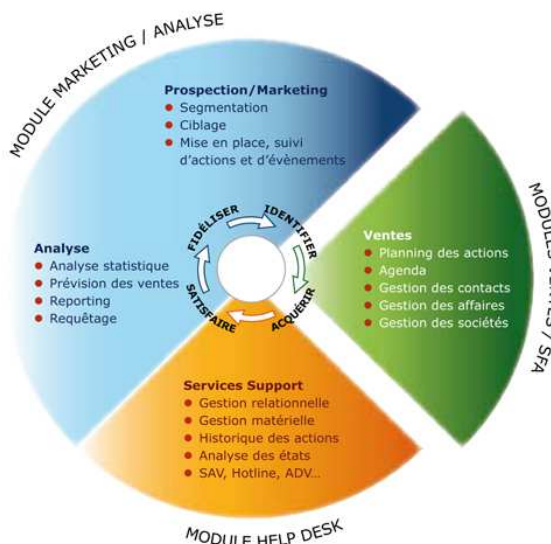 MODULE MARKETING / ANALYSE
Prospection/Marketing
Segmentation
Ciblage
Mise en place, suivi
d'actions et d'évènements
FIDÉLISER
IDENTIFIER
ACQUÉRIR
SATISFAIRE
Analyse
Analyse statistique
Prévision des ventes
Reporting
Requêtage
Ventes
Planning des actions
Agenda
Gestion des contacts
Gestion des affaires
Gestion des sociétés
MODULES VENTES / SFA
Services Support
Gestion relationnelle
Gestion matérielle
Historique des actions
Analyse des états
SAV, Hotline, ADV...
MODULE HELP DESK